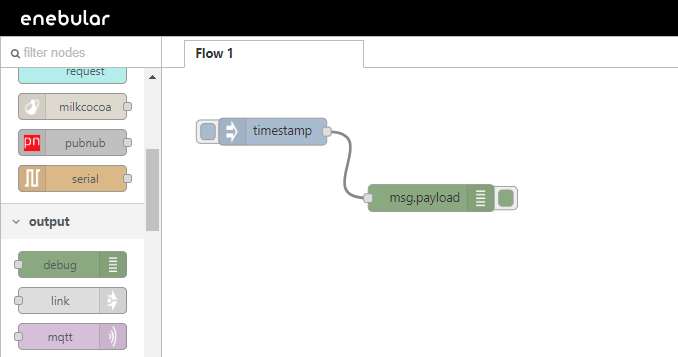 enebular
filter nodes
Flow 1
request
milkcocoa
pubnub
pn
serial
output
debug
link
mqtt
timestamp
msg.payload